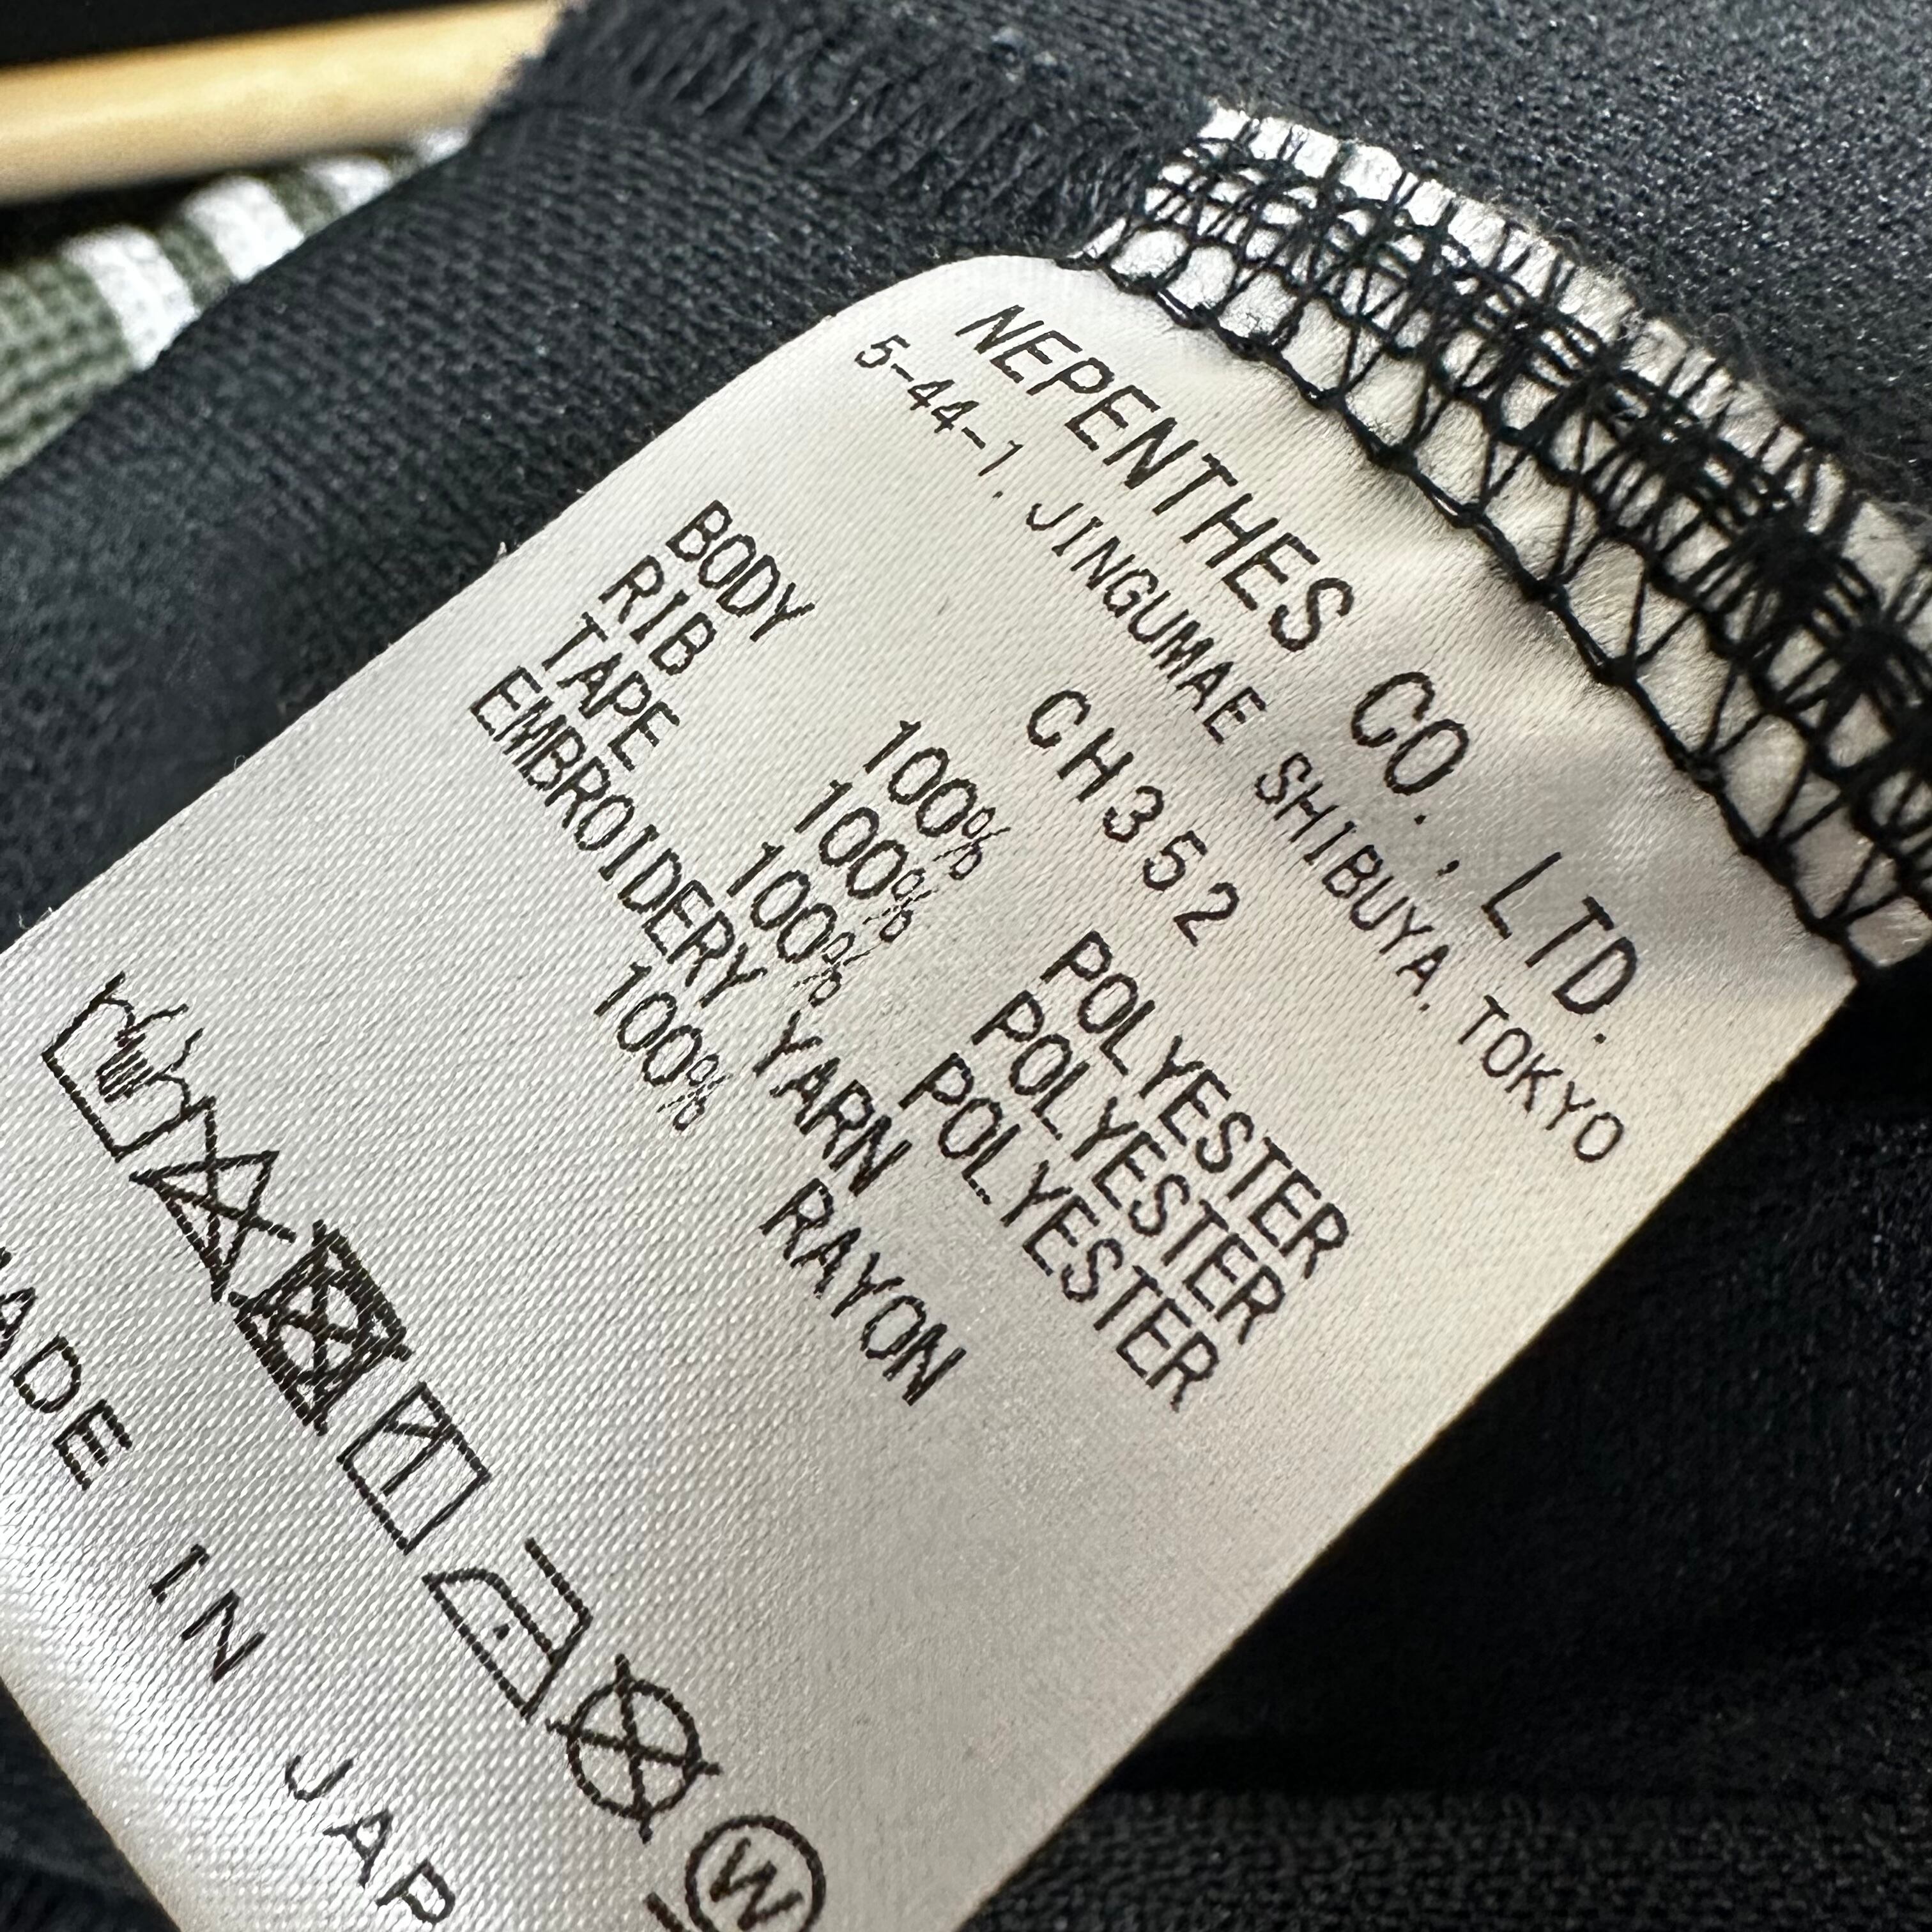 NEPENTHES CO., LTD.
5-44-1, JINGUMAE SHIBUYA, TOKYO
CH352
BODY
100% POLYESTER
RIB
100% POLYESTER
TAPE
100% POLYESTER
EMBROIDERY YARN
100% RAYON
W
ADE IN JAP